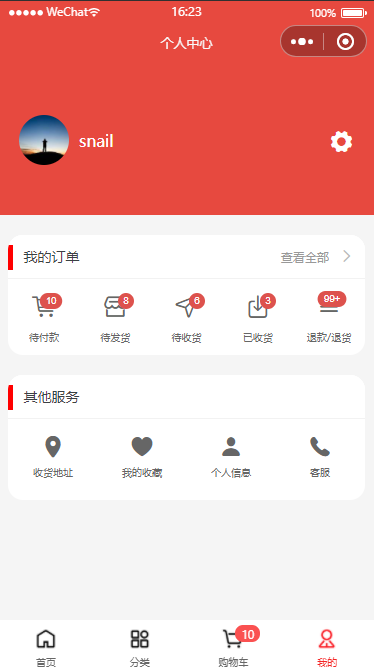 WeChat 16:23 100%
个人中心
snail
我的订单 查看全部
10 8 6 3 99+
待付款 待发货 待收货 已收货 退款/退货
其他服务
收货地址 我的收藏 个人信息 客服
10
首页 分类 购物车 我的